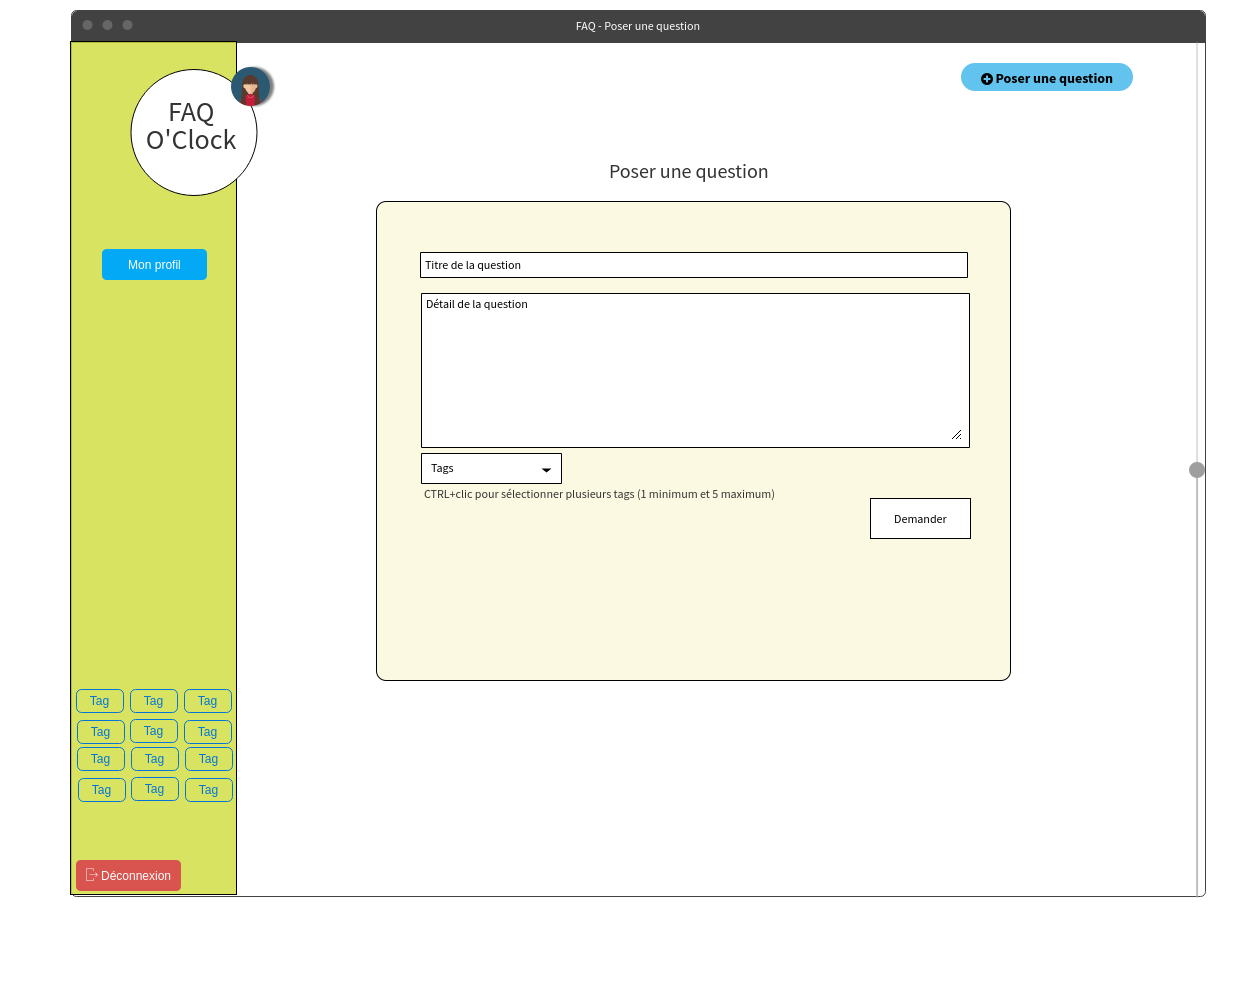 FAQ - Poser une question
FAQ
O'Clock
Poser une question
Mon profil
Poser une question
Titre de la question
Détail de la question
Tags
CTRL+clic pour sélectionner plusieurs tags (1 minimum et 5 maximum)
Demander
Tag Tag Tag
Tag Tag Tag
Tag Tag Tag
Tag Tag Tag
Déconnexion